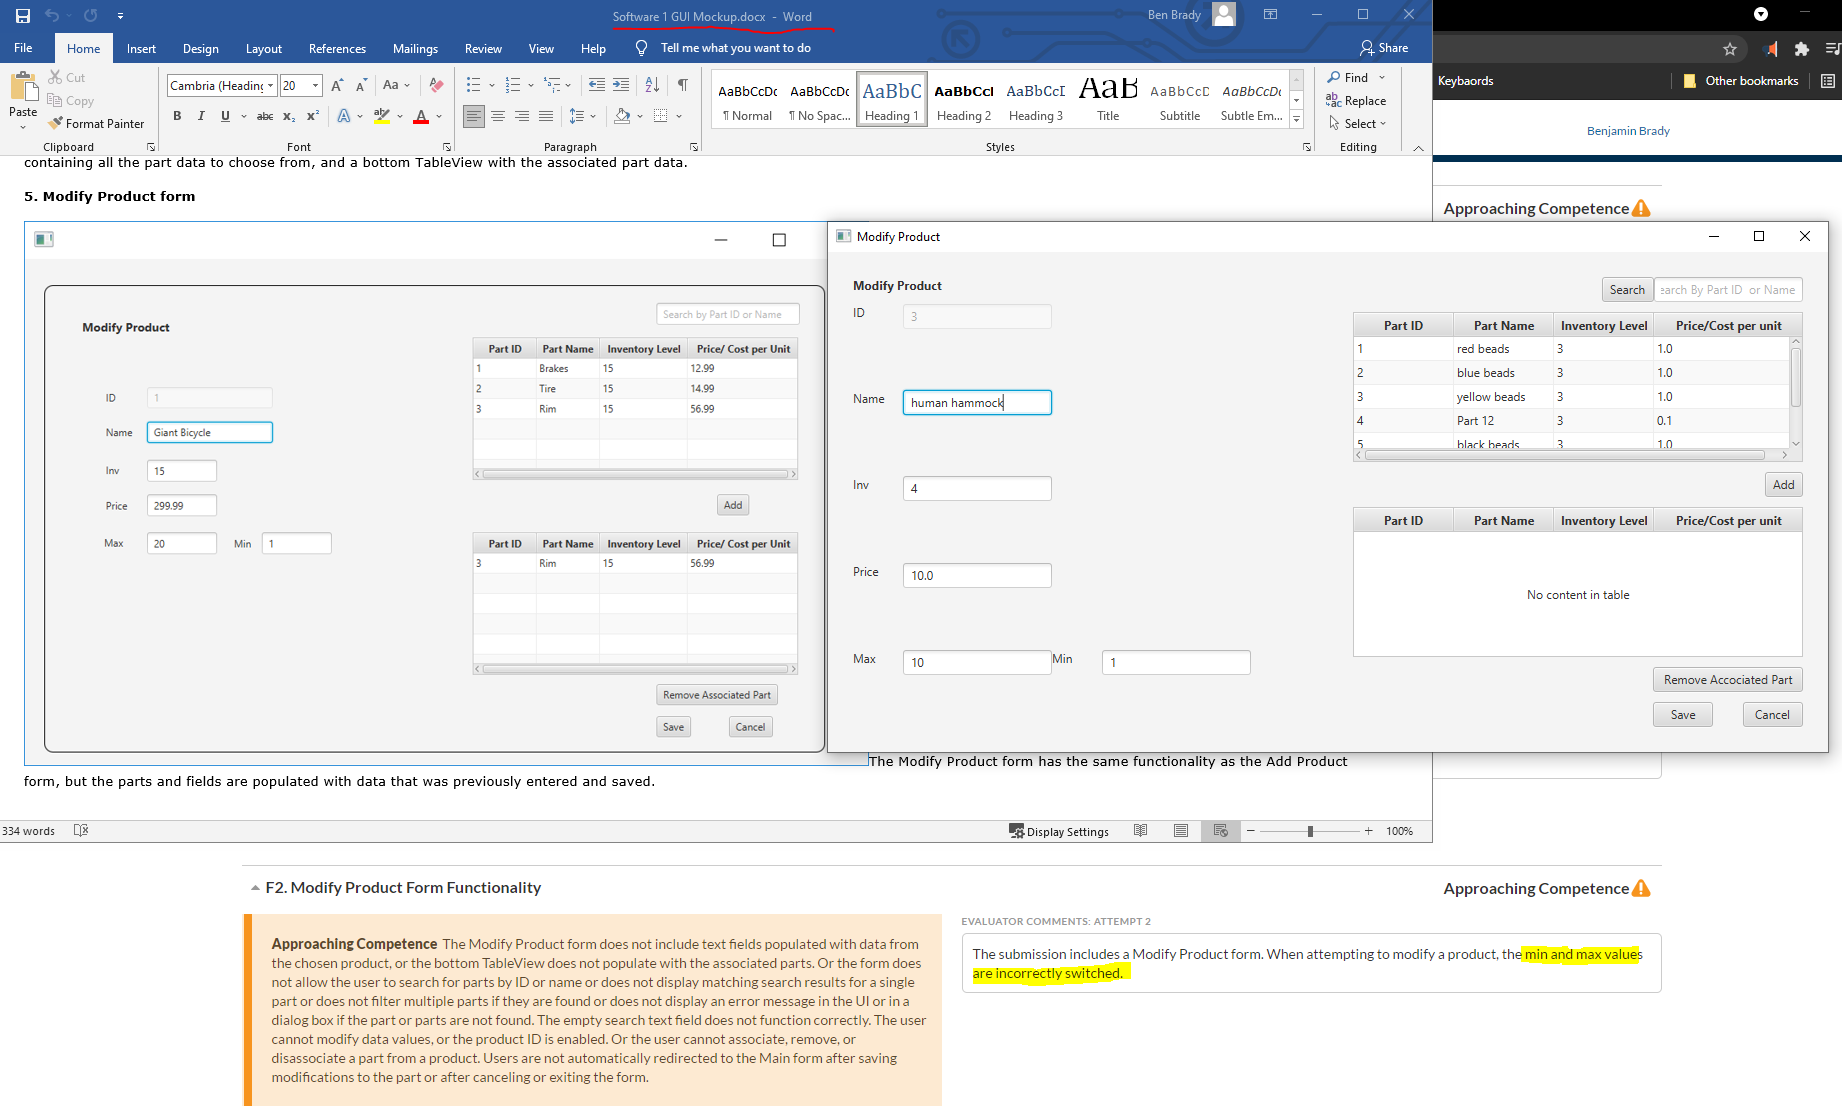 Software 1 GUI Mockup.docx - Word
Ben Brady
File Home Insert Design Layout References Mailings Review View Help Tell me what you want to do
Share
Paste
Cut
Copy
Format Painter
Clipboard
Cambria (Heading 20
Aa
B I U abc x₂ x²
A A
Font
Paragraph
AaBbCcDc AaBbCcDc AaBbC AaBbCcI AaBbCcI AaB AaBbCcD AaBbCcDc
¶ Normal ¶ No Spac... Heading 1 Heading 2 Heading 3 Title Subtitle Subtle Em...
Styles
Find
Replace
Select
Editing
Keybaords
Other bookmarks
Benjamin Brady
Approaching Competence
containing all the part data to choose from, and a bottom TableView with the associated part data.
5. Modify Product form
Modify Product
Search by Part ID or Name
ID 1
Name Giant Bicycle
Inv 15
Price 299.99
Max 20 Min 1
Part ID Part Name Inventory Level Price/ Cost per Unit
1 Brakes 15 12.99
2 Tire 15 14.99
3 Rim 15 56.99
Add
Part ID Part Name Inventory Level Price/ Cost per Unit
3 Rim 15 56.99
Remove Associated Part
Save Cancel
Modify Product
Modify Product
ID 3
Name human hammock
Inv 4
Price 10.0
Max 10 Min 1
Search earch By Part ID or Name
Part ID Part Name Inventory Level Price/Cost per unit
1 red beads 3 1.0
2 blue beads 3 1.0
3 yellow beads 3 1.0
4 Part 12 3 0.1
5 black beads 3 1.0
Add
Part ID Part Name Inventory Level Price/Cost per unit
No content in table
Remove Accociated Part
Save Cancel
The Modify Product form has the same functionality as the Add Product
form, but the parts and fields are populated with data that was previously entered and saved.
334 words
Display Settings
100%
F2. Modify Product Form Functionality
Approaching Competence
Approaching Competence The Modify Product form does not include text fields populated with data from
the chosen product, or the bottom TableView does not populate with the associated parts. Or the form does
not allow the user to search for parts by ID or name or does not display matching search results for a single
part or does not filter multiple parts if they are found or does not display an error message in the UI or in a
dialog box if the part or parts are not found. The empty search text field does not function correctly. The user
cannot modify data values, or the product ID is enabled. Or the user cannot associate, remove, or
disassociate a part from a product. Users are not automatically redirected to the Main form after saving
modifications to the part or after canceling or exiting the form.
EVALUATOR COMMENTS: ATTEMPT 2
The submission includes a Modify Product form. When attempting to modify a product, the min and max values
are incorrectly switched.